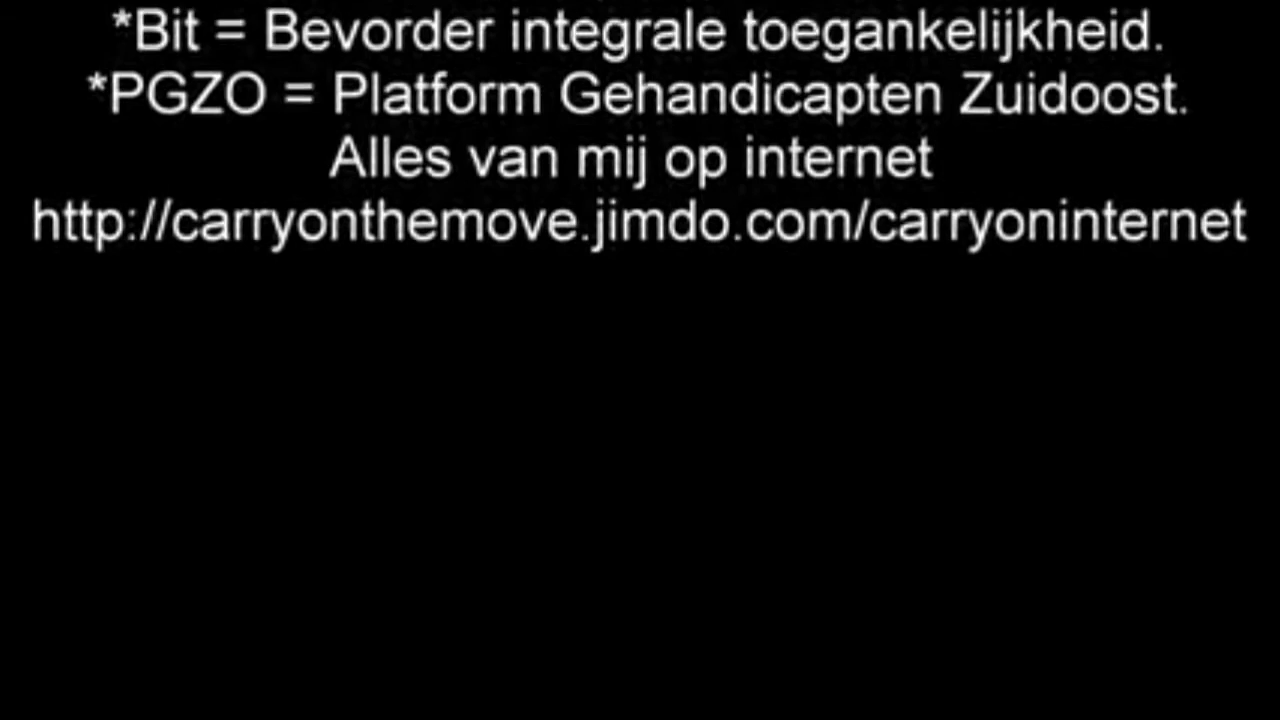 *Bit = Bevorder integrale toegankelijkheid.
*PGZO = Platform Gehandicapten Zuidoost.
Alles van mij op internet
http://carryonthemove.jimdo.com/carryoninternet